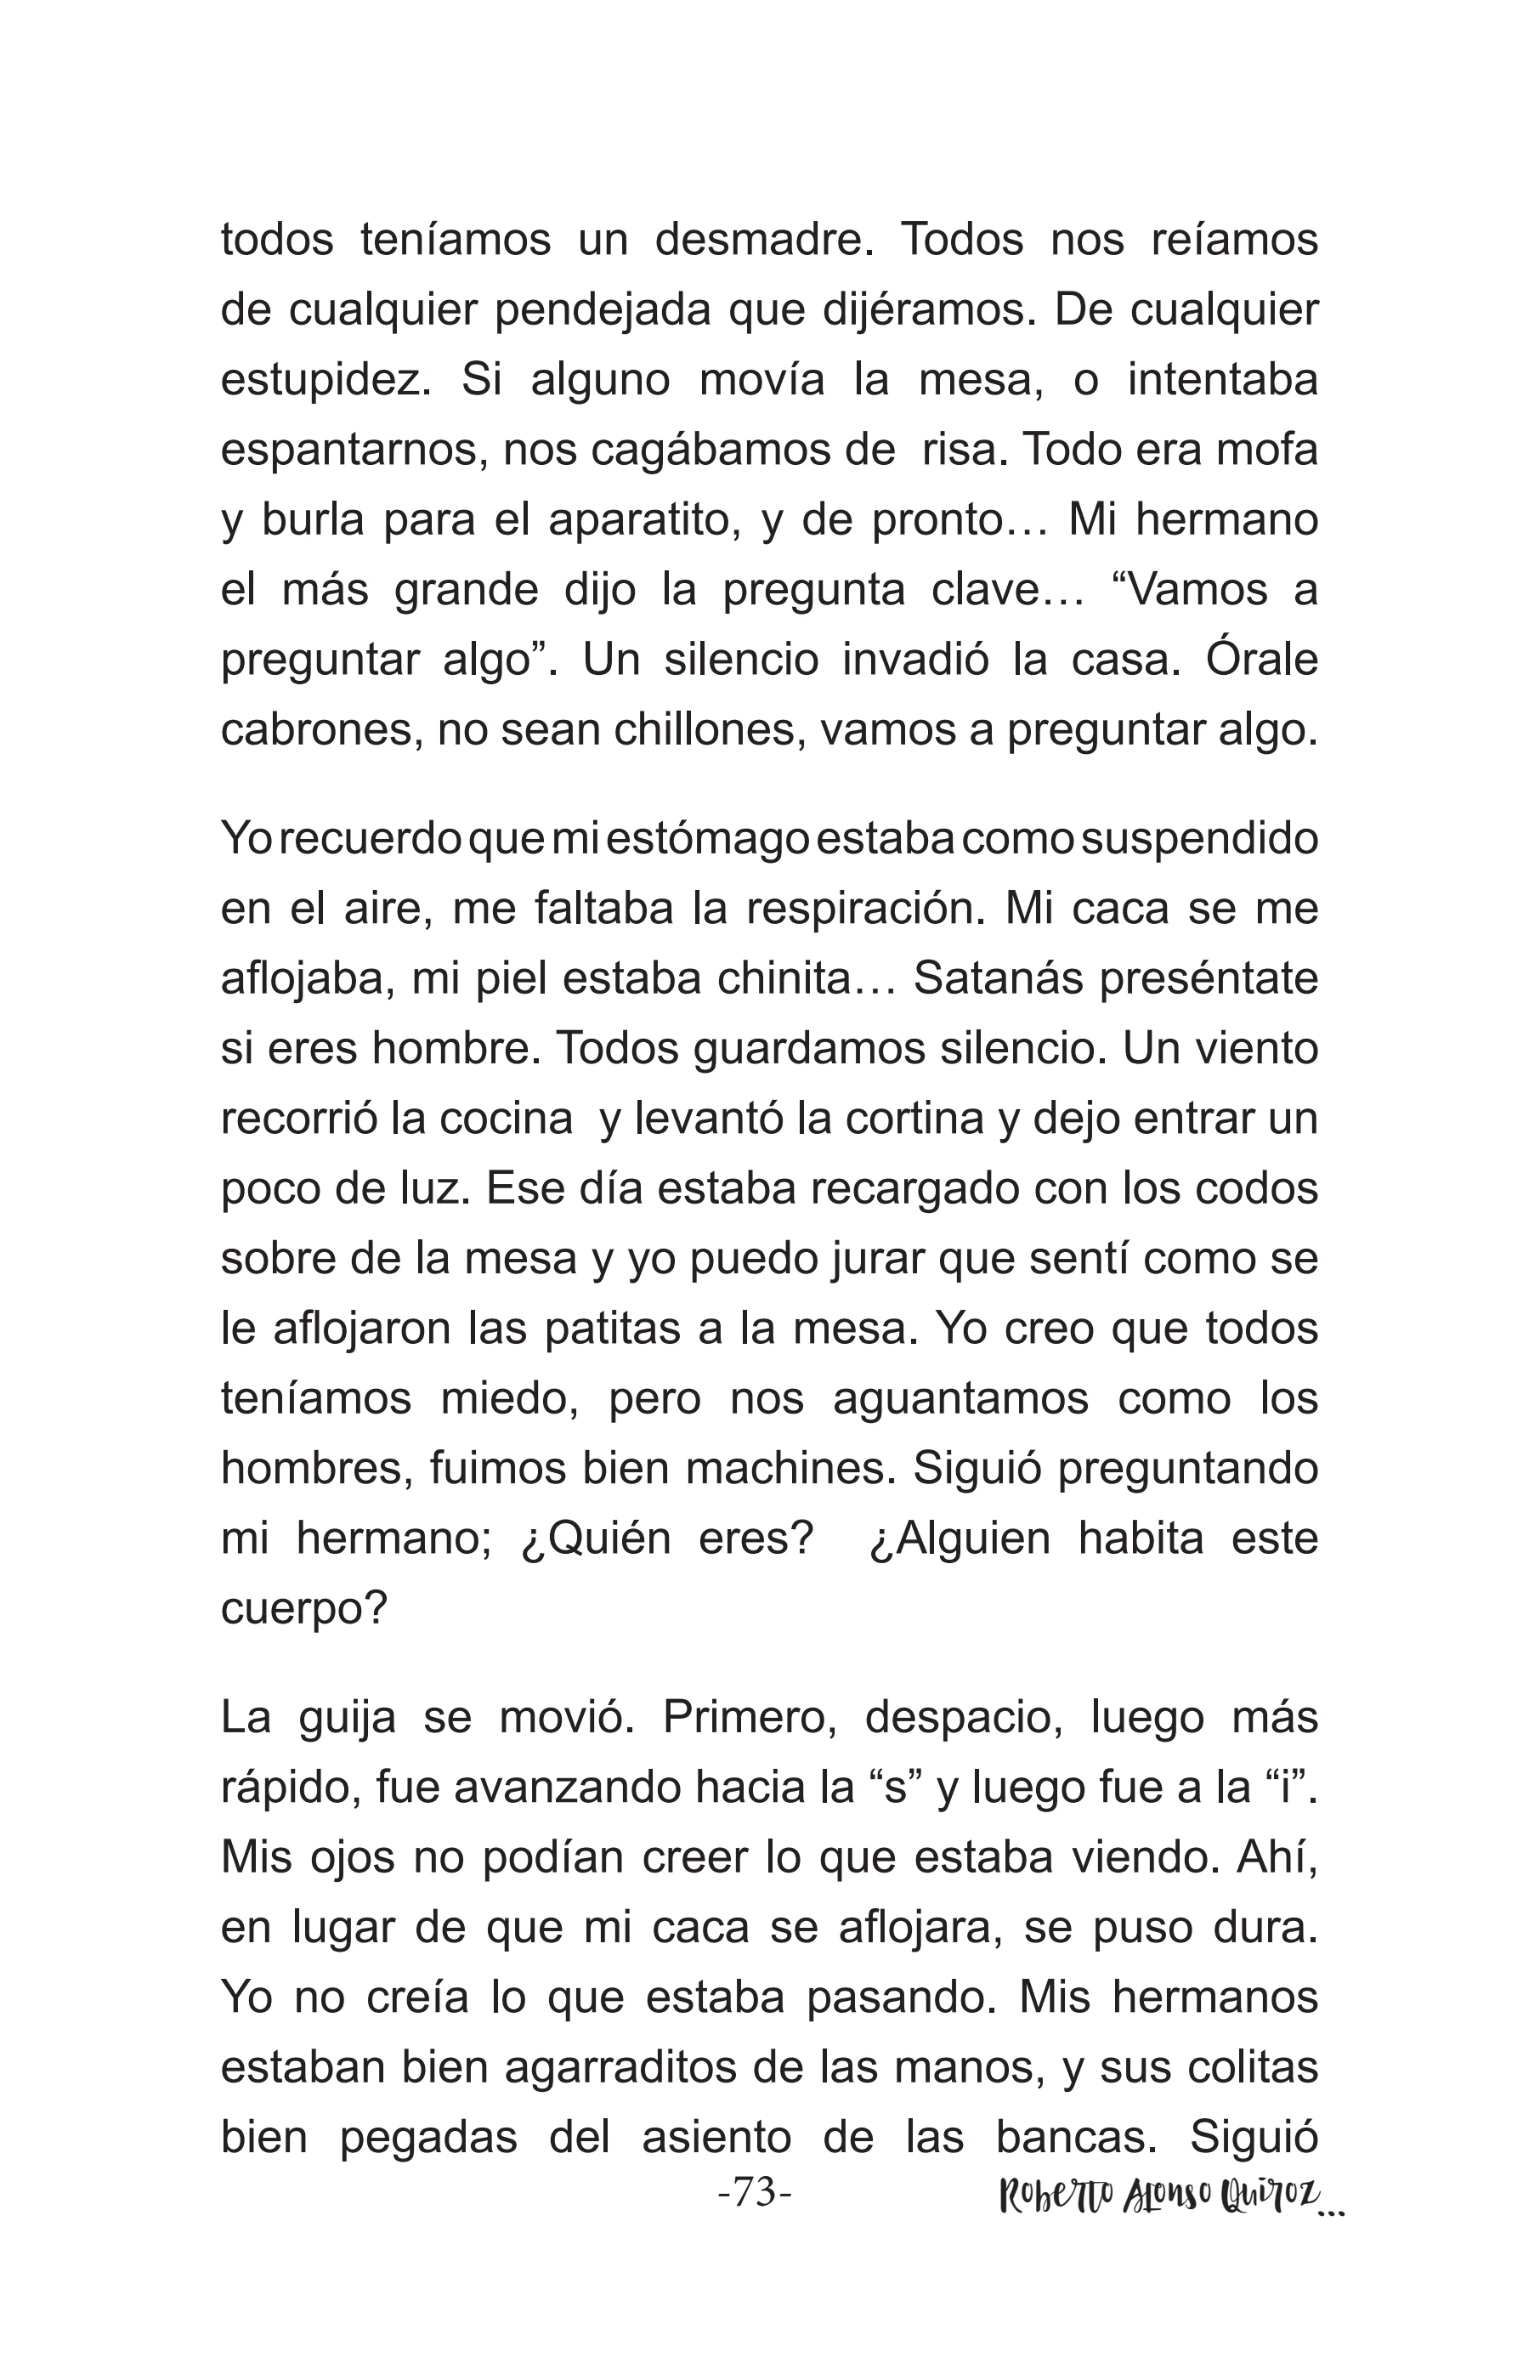 todos teníamos un desmadre. Todos nos reíamos
de cualquier pendejada que dijéramos. De cualquier
estupidez. Si alguno movía la mesa, o intentaba
espantarnos, nos cagábamos de  risa. Todo era mofa
y burla para el aparatito, y de pronto… Mi hermano
el más grande dijo la pregunta clave… “Vamos a
preguntar algo”. Un silencio invadió la casa. Órale
cabrones, no sean chillones, vamos a preguntar algo.
Yo recuerdo que mi estómago estaba como suspendido
en el aire, me faltaba la respiración. Mi caca se me
aflojaba, mi piel estaba chinita… Satanás preséntate
si eres hombre. Todos guardamos silencio. Un viento
recorrió la cocina  y levantó la cortina y dejo entrar un
poco de luz. Ese día estaba recargado con los codos
sobre de la mesa y yo puedo jurar que sentí como se
le aflojaron las patitas a la mesa. Yo creo que todos
teníamos miedo, pero nos aguantamos como los
hombres, fuimos bien machines. Siguió preguntando
mi hermano; ¿Quién eres?  ¿Alguien habita este
cuerpo?
La guija se movió. Primero, despacio, luego más
rápido, fue avanzando hacia la “s” y luego fue a la “i”.
Mis ojos no podían creer lo que estaba viendo. Ahí,
en lugar de que mi caca se aflojara, se puso dura.
Yo no creía lo que estaba pasando. Mis hermanos
estaban bien agarraditos de las manos, y sus colitas
bien pegadas del asiento de las bancas. Siguió
-73- Roberto Alonso Quiroz...